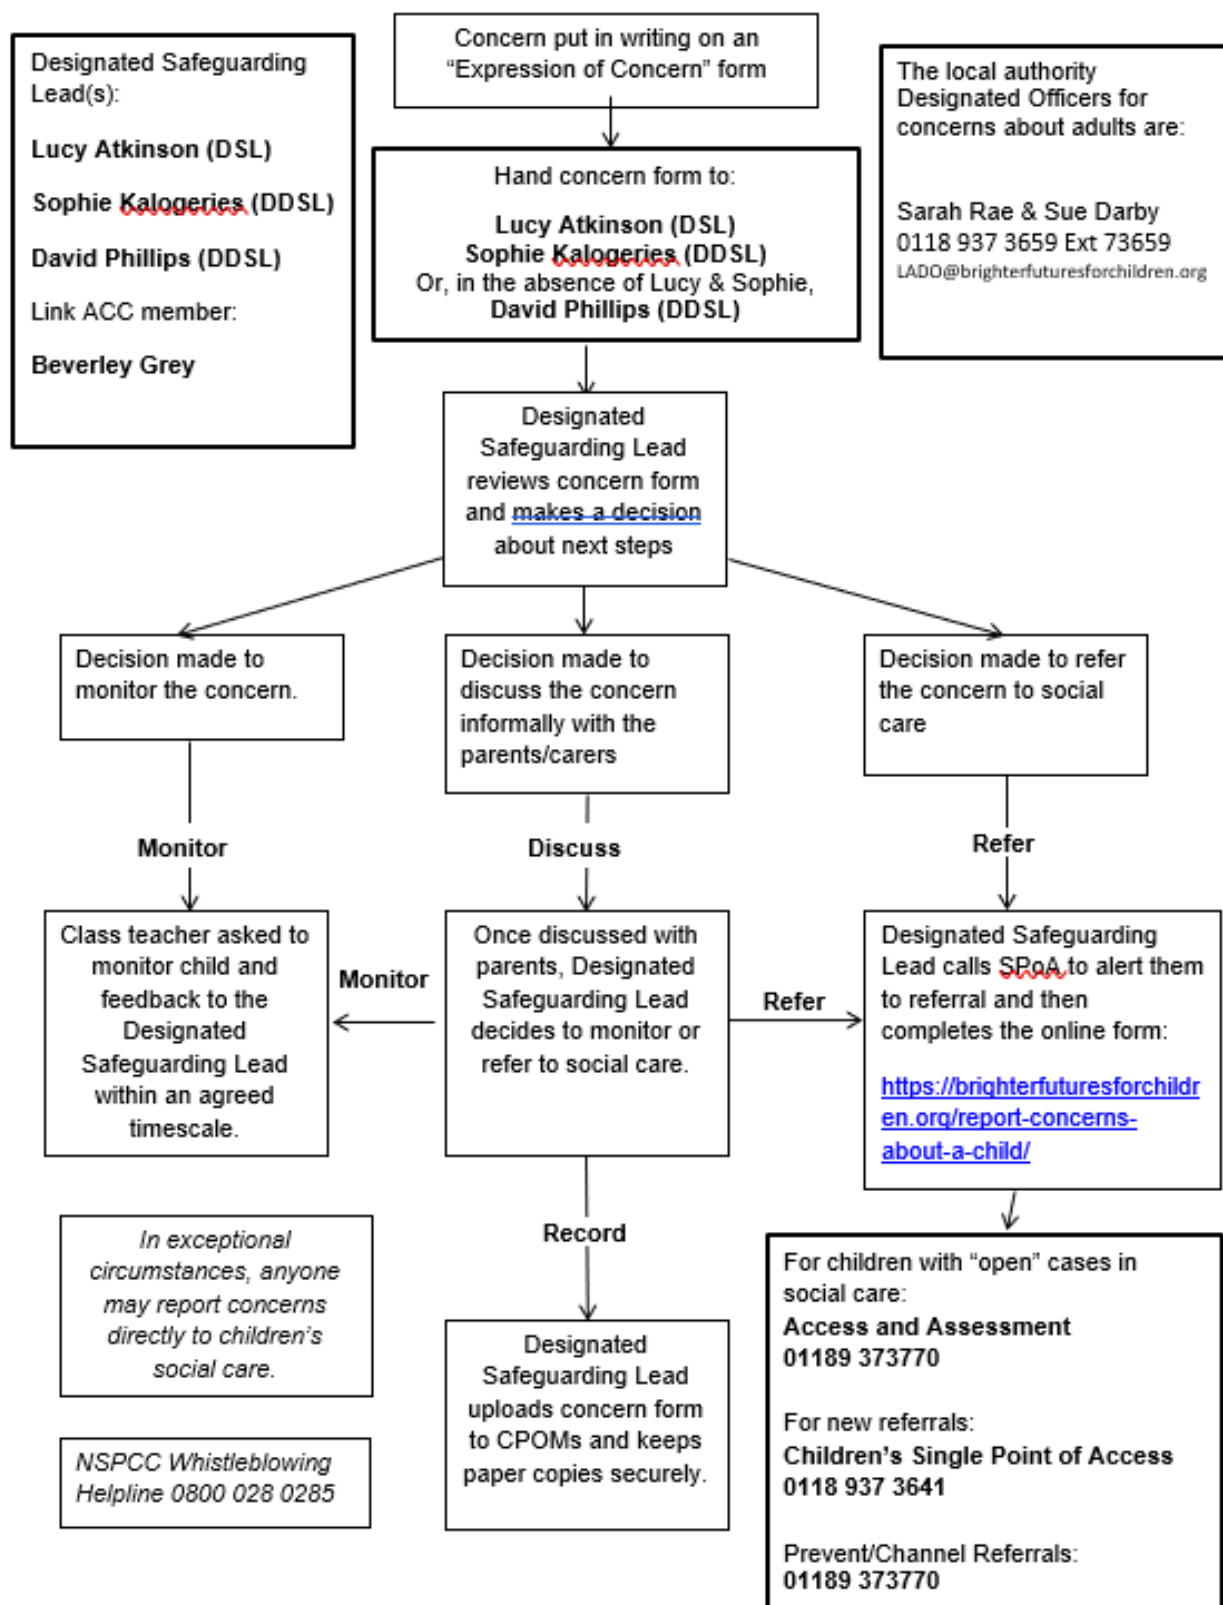 Designated Safeguarding
Lead(s):
Lucy Atkinson (DSL)
Sophie Kalogeries (DDSL)
David Phillips (DDSL)
Link ACC member:
Beverley Grey
Concern put in writing on an
“Expression of Concern” form
The local authority
Designated Officers for
concerns about adults are:
Sarah Rae & Sue Darby
0118 937 3659 Ext 73659
LADO@brighterfuturesforchildren.org
Hand concern form to:
Lucy Atkinson (DSL)
Sophie Kalogeries (DDSL)
Or, in the absence of Lucy & Sophie,
David Phillips (DDSL)
Designated
Safeguarding Lead
reviews concern form
and makes a decision
about next steps
Decision made to
monitor the concern.
Decision made to
discuss the concern
informally with the
parents/carers
Decision made to refer
the concern to social
care
Monitor
Discuss
Refer
Class teacher asked to
monitor child and
feedback to the
Designated
Safeguarding Lead
within an agreed
timescale.
Monitor
Once discussed with
parents, Designated
Safeguarding Lead
decides to monitor or
refer to social care.
Refer
Designated Safeguarding
Lead calls SPoA to alert them
to referral and then
completes the online form:
https://brighterfuturesforchildr
en.org/report-concerns-
about-a-child/
In exceptional
circumstances, anyone
may report concerns
directly to children’s
social care.
Record
For children with “open” cases in
social care:
Access and Assessment
01189 373770
For new referrals:
Children’s Single Point of Access
0118 937 3641
Prevent/Channel Referrals:
01189 373770
Designated
Safeguarding Lead
uploads concern form
to CPOMs and keeps
paper copies securely.
NSPCC Whistleblowing
Helpline 0800 028 0285